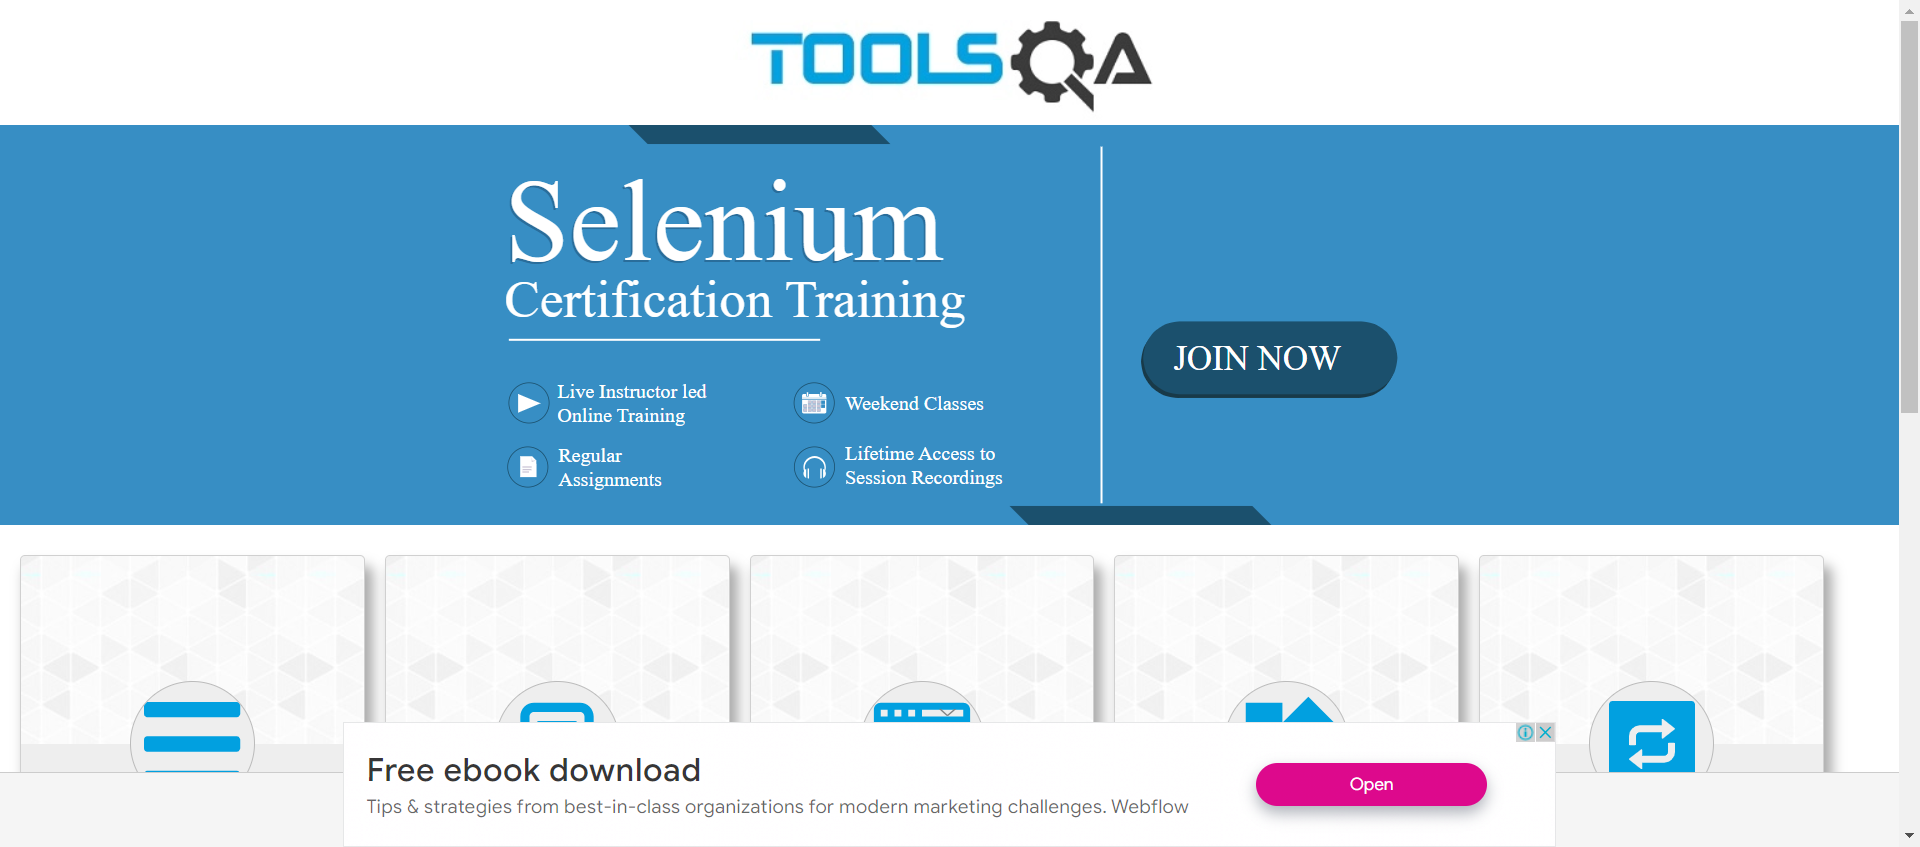 TOOLSQA
Selenium
Certification Training
Live Instructor led
Online Training
Weekend Classes
Regular
Assignments
Lifetime Access to
Session Recordings
JOIN NOW
Free ebook download
Tips & strategies from best-in-class organizations for modern marketing challenges. Webflow
Open